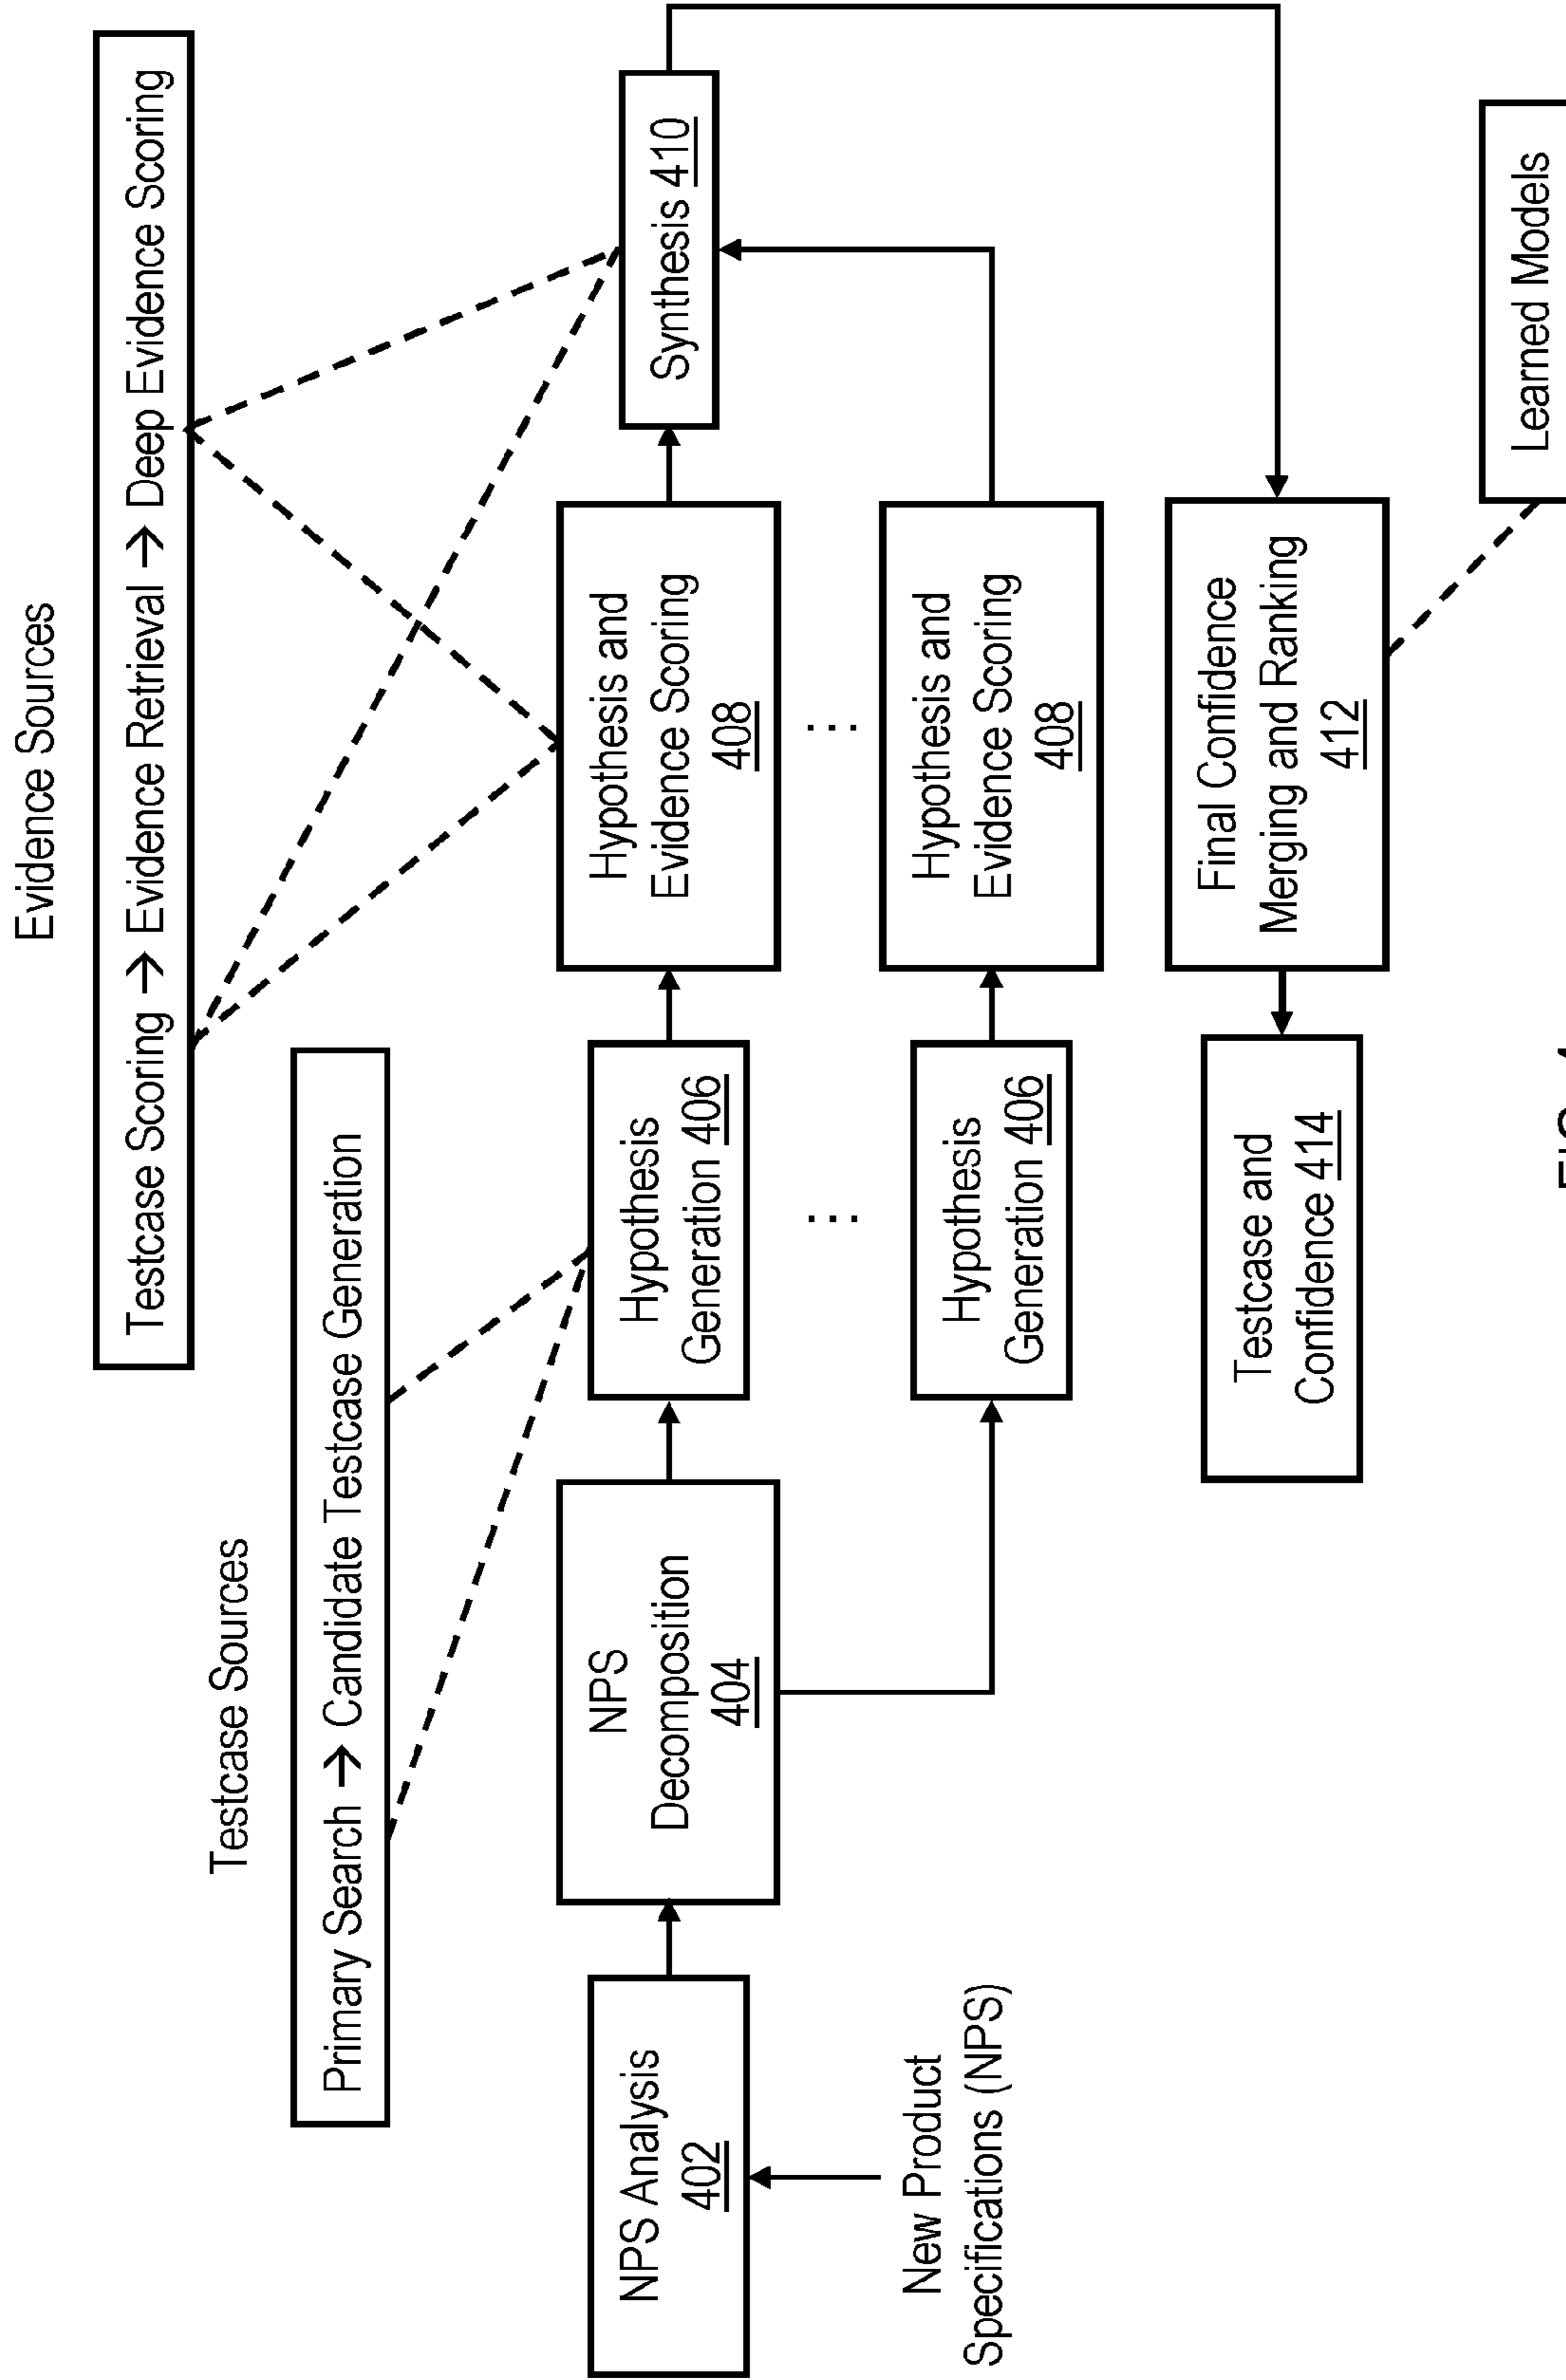 Evidence Sources
Testcase Scoring → Evidence Retrieval → Deep Evidence Scoring
Testcase Sources
Primary Search → Candidate Testcase Generation
NPS Analysis
402
New Product
Specifications (NPS)
NPS
Decomposition
404
Hypothesis
Generation 406
Hypothesis and
Evidence Scoring
408
Synthesis 410
...
...
Hypothesis
Generation 406
Hypothesis and
Evidence Scoring
408
Testcase and
Confidence 414
Final Confidence
Merging and Ranking
412
Learned Models